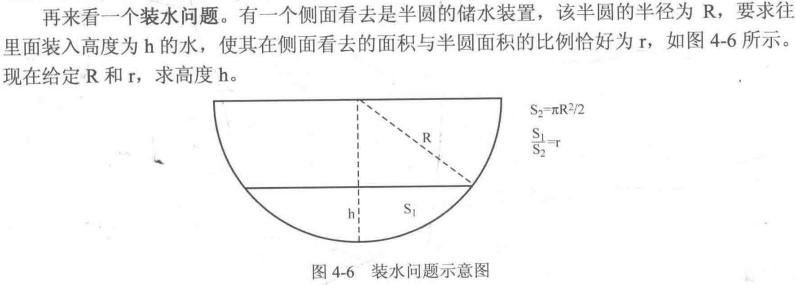 再来看一个装水问题。有一个侧面看去是半圆的储水装置，该半圆的半径为 R，要求往
里面装入高度为 h 的水，使其在侧面看去的面积与半圆面积的比例恰好为 r，如图 4-6 所示。
现在给定 R 和 r，求高度 h。
S₂=πR²/2
S₁/S₂=r
R
h
S₁
图 4-6 装水问题示意图